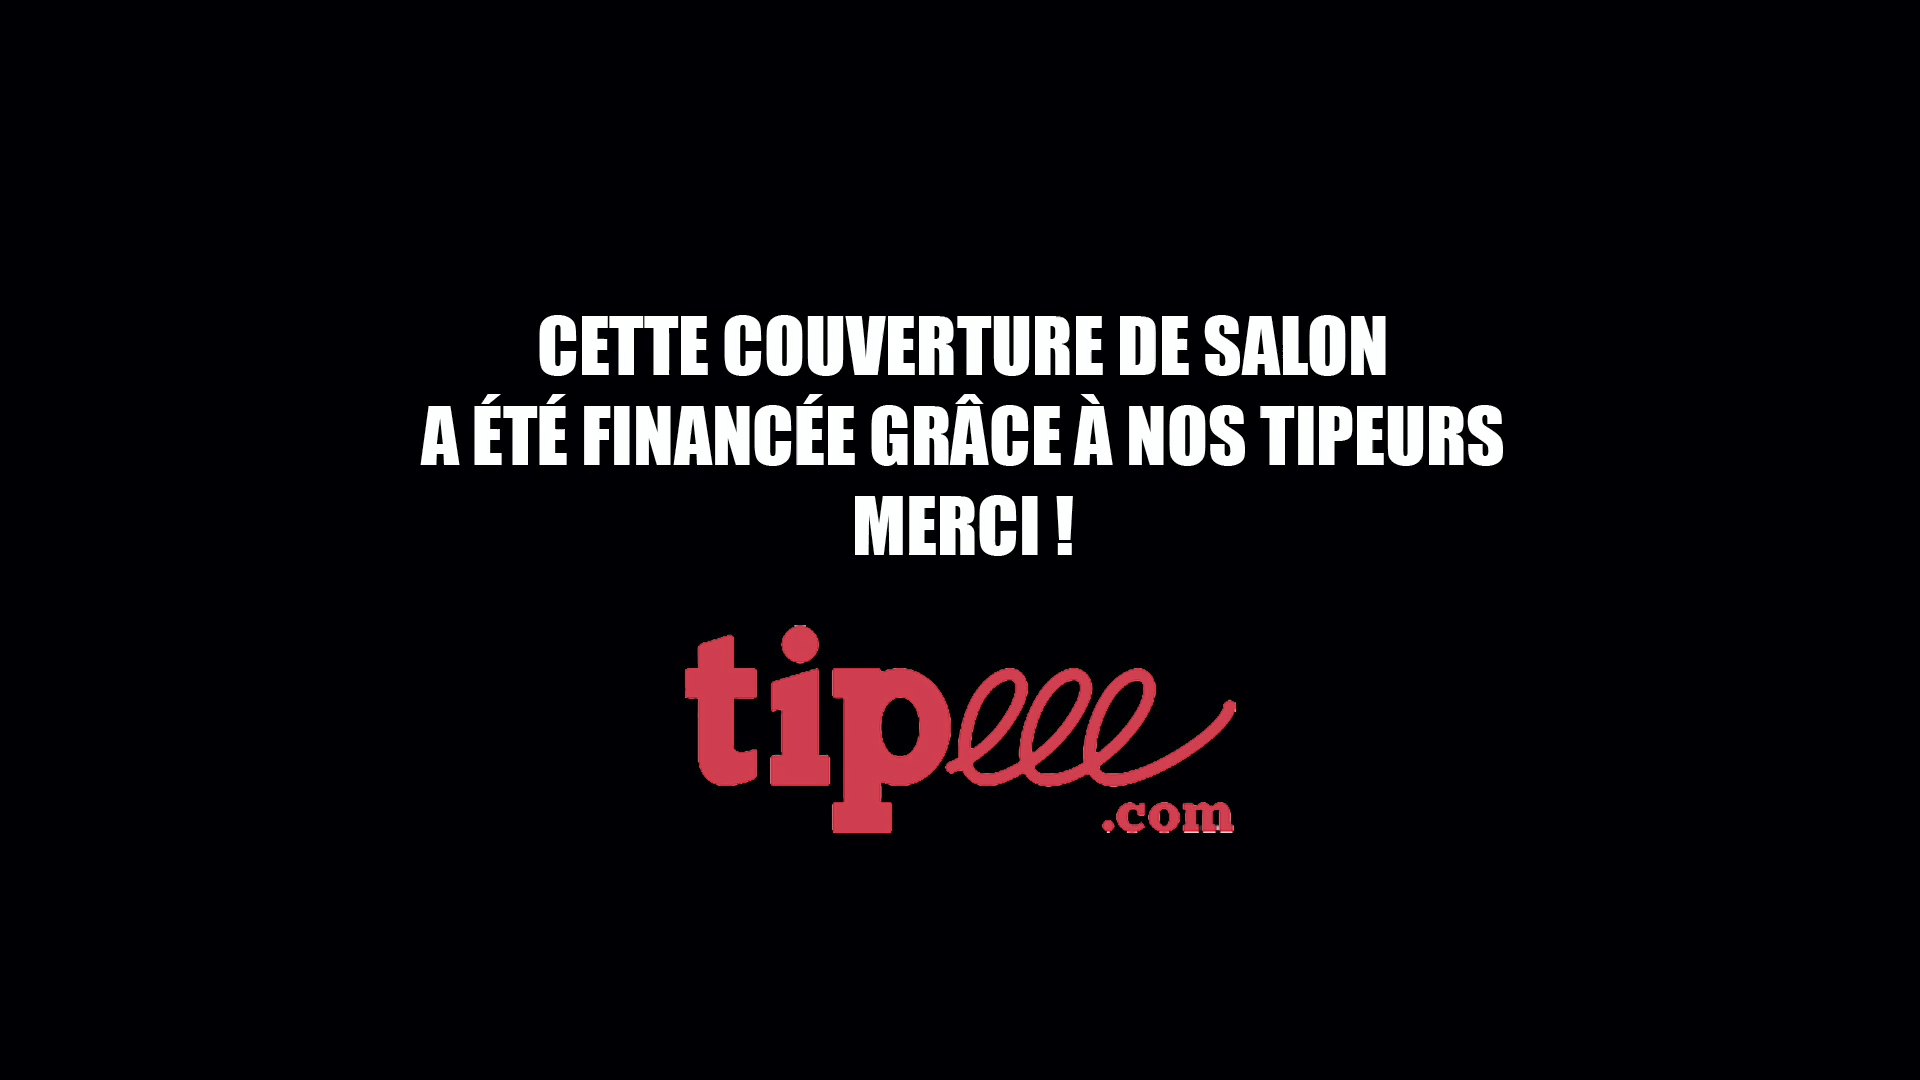 CETTE COUVERTURE DE SALON
A ÉTÉ FINANCÉE GRÂCE À NOS TIPEURS
MERCI !
tipeee
.com